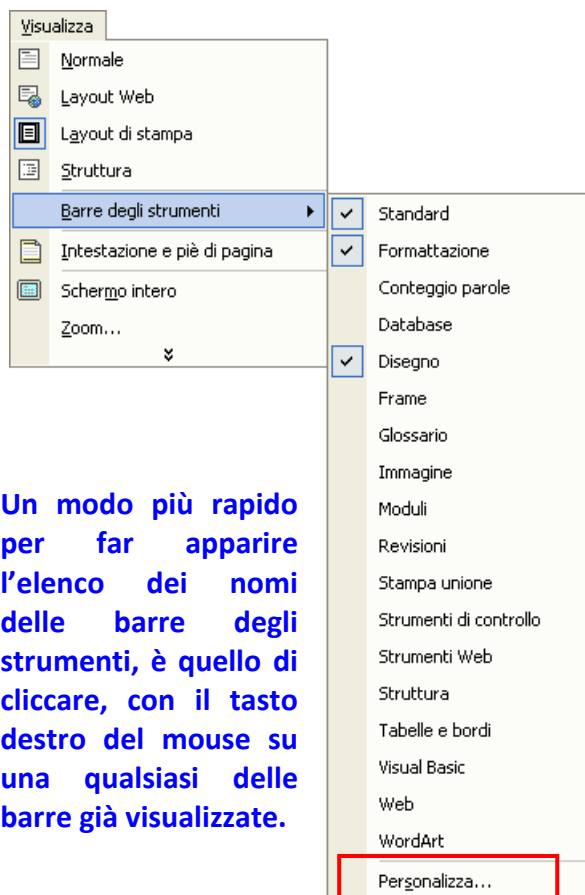 Visualizza
Normale
Layout Web
Layout di stampa
Struttura
Barre degli strumenti
Intestazione e piè di pagina
Schermo intero
Zoom...
Standard
Formattazione
Conteggio parole
Database
Disegno
Frame
Glossario
Immagine
Moduli
Revisioni
Stampa unione
Strumenti di controllo
Strumenti Web
Struttura
Tabelle e bordi
Visual Basic
Web
WordArt
Personalizza...
Un modo più rapido
per far apparire
l’elenco dei nomi
delle barre degli
strumenti, è quello di
cliccare, con il tasto
destro del mouse su
una qualsiasi delle
barre già visualizzate.